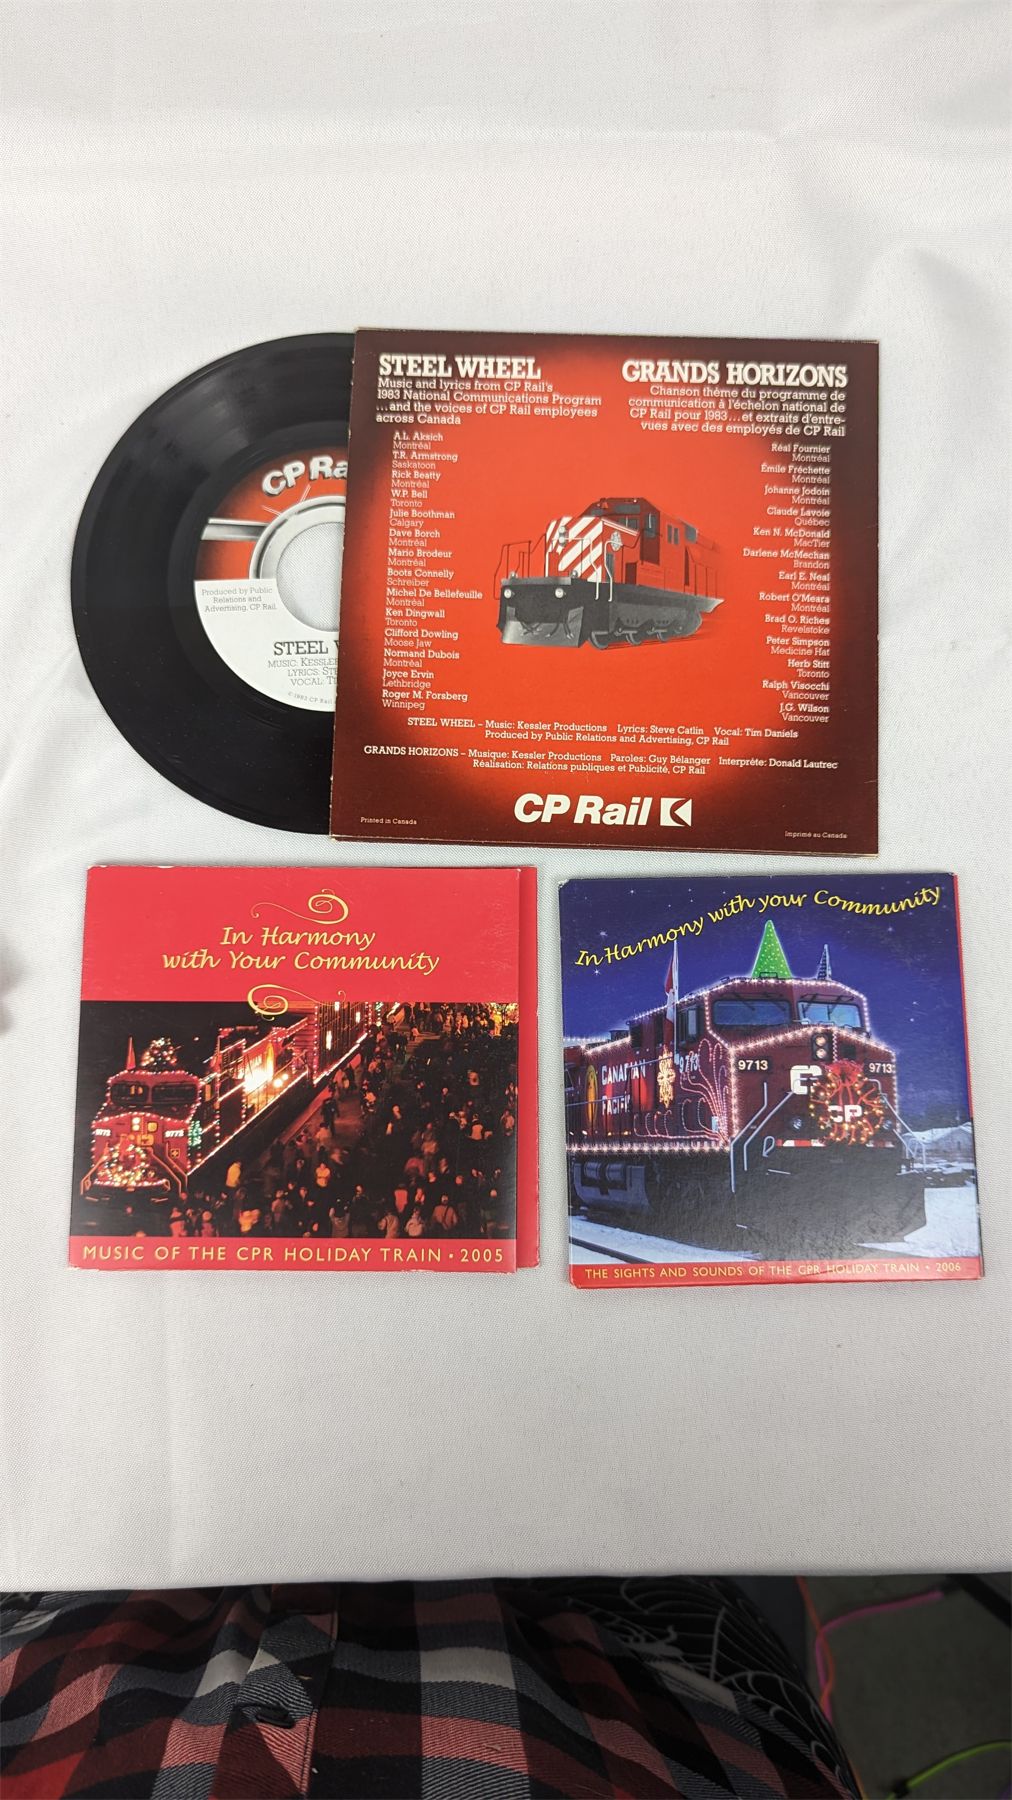 CP Ra
Produced by Public
Relations and
Advertising, CP Rail
STEEL W
MUSIC: KESSLER
LYRICS: STE
VOCAL: TI
STEEL WHEEL
Music and lyrics from CP Rail's
1983 National Communications Program
...and the voices of CP Rail employees
across Canada
A.L. Aksich
Montréal
T.R. Armstrong
Saskatoon
Rick Beatty
Montréal
W.P. Bell
Toronto
Julie Boothman
Calgary
Dave Borch
Montréal
Mario Brodeur
Montréal
Boots Connelly
Schreiber
Michel De Bellefeuille
Montréal
Ken Dingwall
Toronto
Clifford Dowling
Moose Jaw
Normand Dubois
Montréal
Joyce Ervin
Lethbridge
Roger M. Forsberg
Winnipeg
GRANDS HORIZONS
Chanson thème du programme de
communication à l'échelon national de
CP Rail pour 1983...et extraits d'entre-
vues avec des employés de CP Rail
Réal Fournier
Montréal
Émile Fréchette
Montréal
Johanne Jodoin
Montréal
Claude Lavoie
Québec
Ken N. McDonald
MacTier
Darlene McMechan
Brandon
Earl E. Neal
Montréal
Robert O'Meara
Montréal
Brad O. Riches
Revelstoke
Peter Simpson
Medicine Hat
Herb Stitt
Toronto
Ralph Visocchi
Vancouver
J.G. Wilson
Vancouver
STEEL WHEEL – Music: Kessler Productions Lyrics: Steve Catlin Vocal: Tim Daniels
Produced by Public Relations and Advertising, CP Rail
GRANDS HORIZONS – Musique: Kessler Productions Paroles: Guy Bélanger Interprète: Donald Lautrec
Réalisation: Relations publiques et Publicité, CP Rail
CP Rail
Printed in Canada
Imprimé au Canada
In Harmony
with Your Community
9773
MUSIC OF THE CPR HOLIDAY TRAIN • 2005
In Harmony with your Community
9713
9713
9713
CANADIAN
PACIFIC
CP
THE SIGHTS AND SOUNDS OF THE CPR HOLIDAY TRAIN • 2006